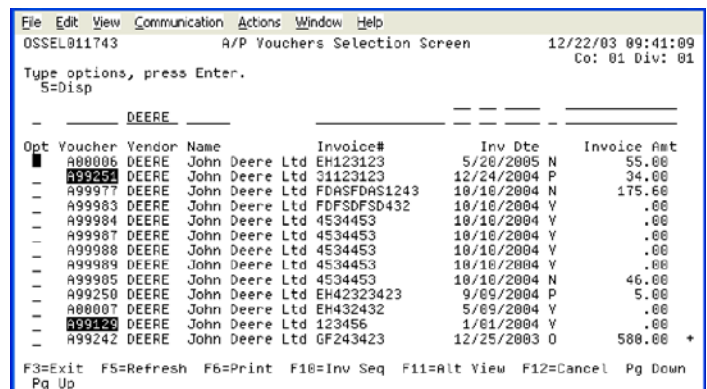 File Edit View Communication Actions Window Help
OSSEL011743 A/P Vouchers Selection Screen 12/22/03 09:41:09
Co: 01 Div: 01
Type options, press Enter.
5=Disp
DEERE
Opt Voucher Vendor Name Invoice# Inv Dte Invoice Amt
A00006 DEERE John Deere Ltd EH123123 5/20/2005 N 55.00
A99251 DEERE John Deere Ltd 31123123 12/24/2004 P 34.00
A99977 DEERE John Deere Ltd FDASFDAS1243 10/10/2004 N 175.60
A99983 DEERE John Deere Ltd FDFSDFSD432 10/10/2004 Y .00
A99984 DEERE John Deere Ltd 4534453 10/10/2004 Y .00
A99987 DEERE John Deere Ltd 4534453 10/10/2004 Y .00
A99988 DEERE John Deere Ltd 4534453 10/10/2004 Y .00
A99989 DEERE John Deere Ltd 4534453 10/10/2004 Y .00
A99985 DEERE John Deere Ltd 4534453 10/10/2004 N 46.00
A99250 DEERE John Deere Ltd EH42323423 9/09/2004 P 5.00
A00007 DEERE John Deere Ltd EH432432 5/09/2004 Y .00
A99129 DEERE John Deere Ltd 123456 1/01/2004 Y .00
A99242 DEERE John Deere Ltd GF243423 12/25/2003 O 580.00 +
F3=Exit F5=Refresh F6=Print F10=Inv Seq F11=Alt View F12=Cancel Pg Down
Pg Up